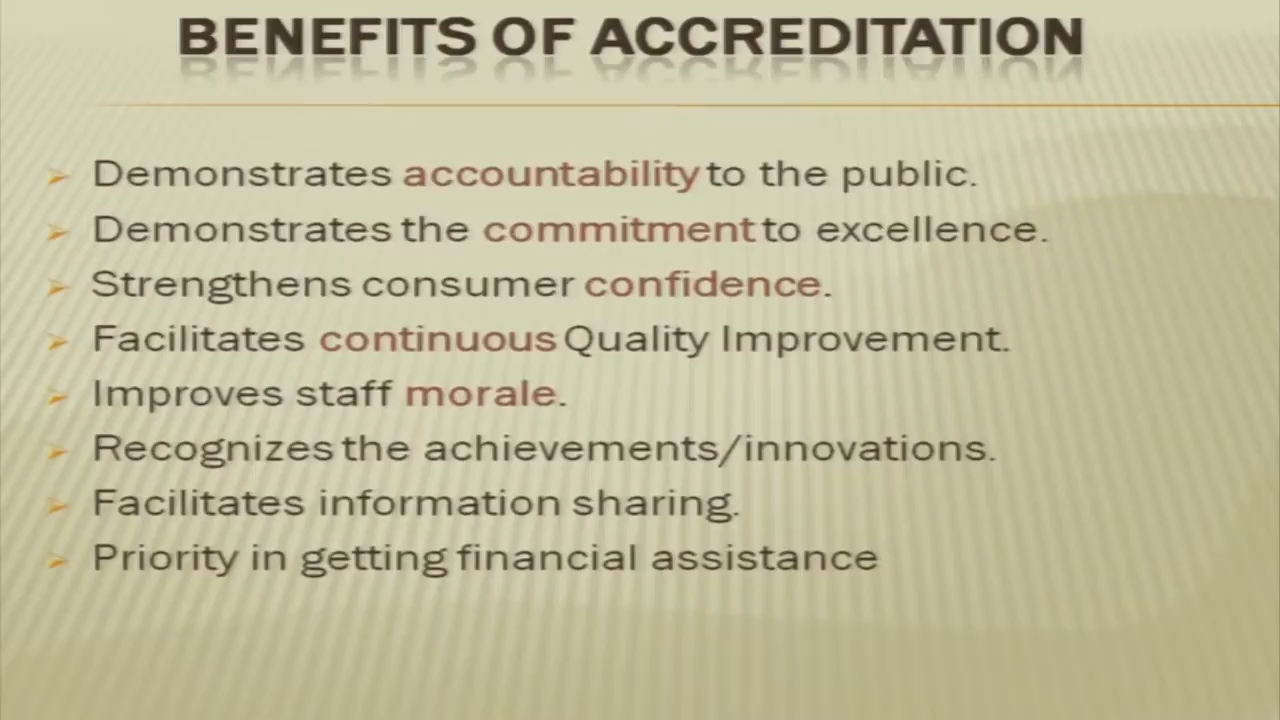 BENEFITS OF ACCREDITATION
Demonstrates accountability to the public.
Demonstrates the commitment to excellence.
Strengthens consumer confidence.
Facilitates continuous Quality Improvement.
Improves staff morale.
Recognizes the achievements/innovations.
Facilitates information sharing.
Priority in getting financial assistance